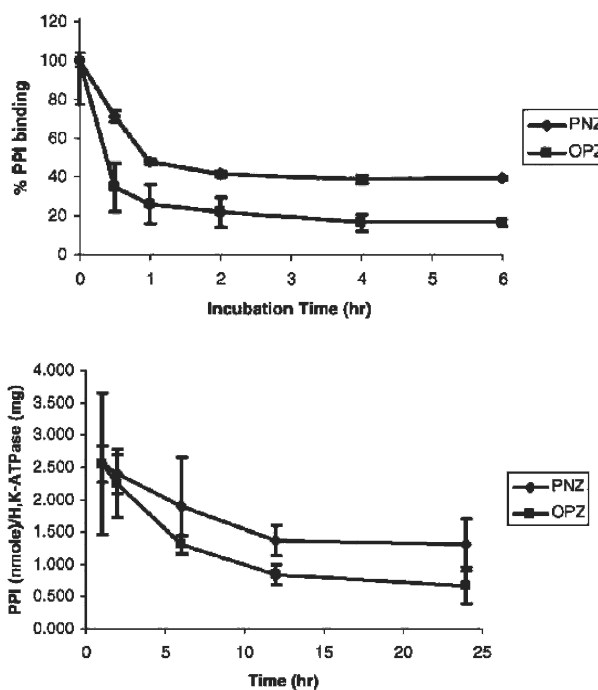 120
100
80
60
40
20
0
% PPI binding
0 1 2 3 4 5 6
Incubation Time (hr)
PNZ
OPZ
4.000
3.500
3.000
2.500
2.000
1.500
1.000
0.500
0.000
PPI (nmole)/H,K-ATPase (mg)
0 5 10 15 20 25
Time (hr)
PNZ
OPZ